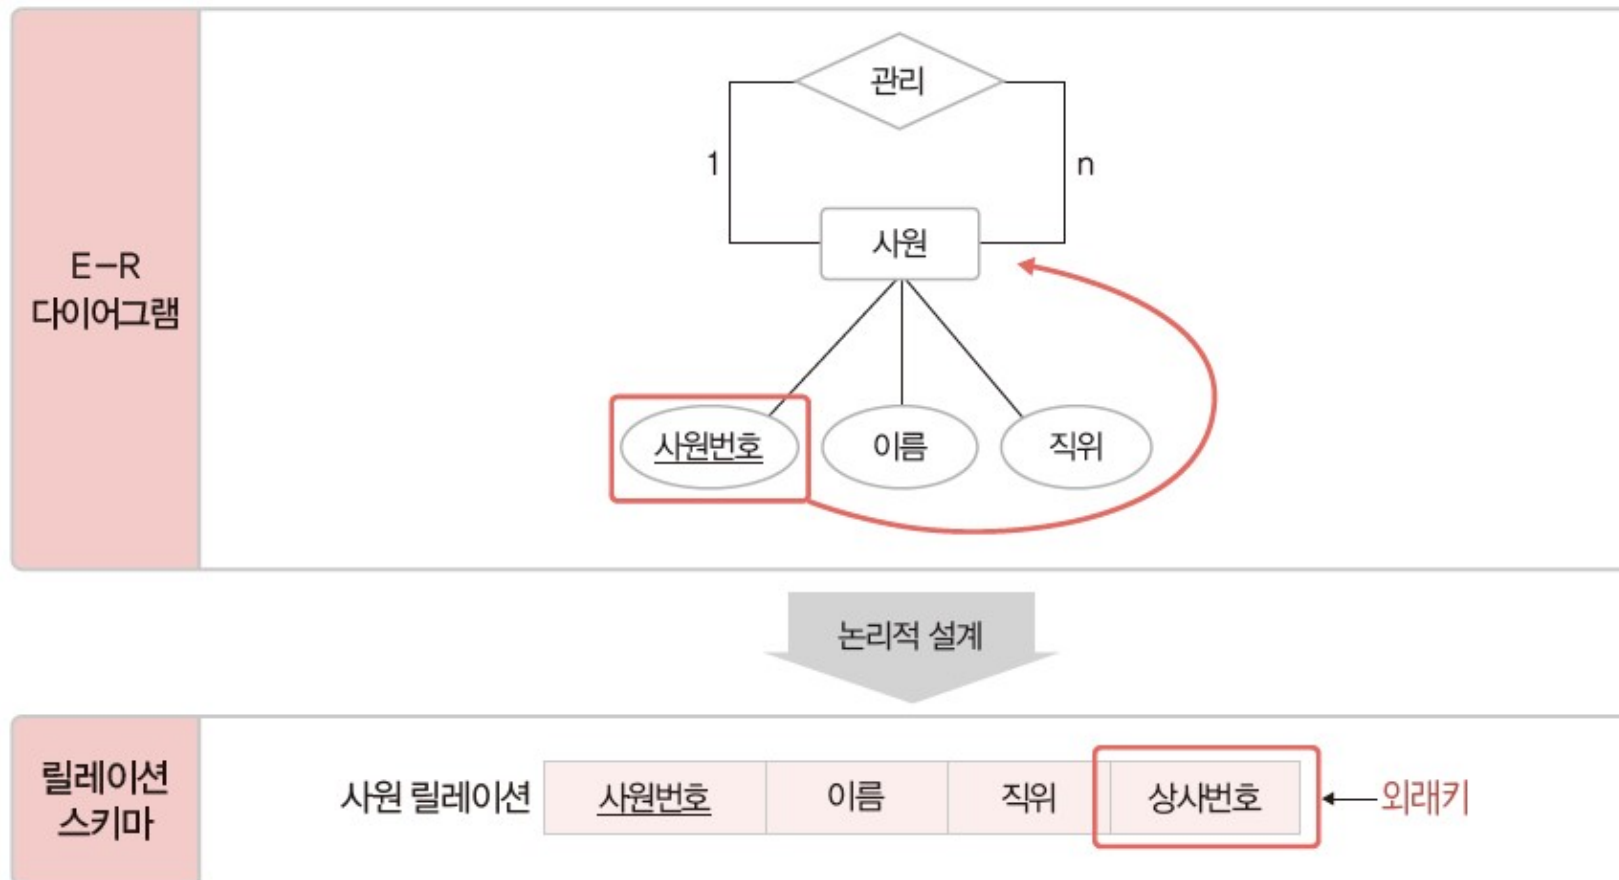 E-R
다이어그램
관리
1
n
사원
사원번호
이름
직위
논리적 설계
릴레이션
스키마
사원 릴레이션
사원번호
이름
직위
상사번호
외래키